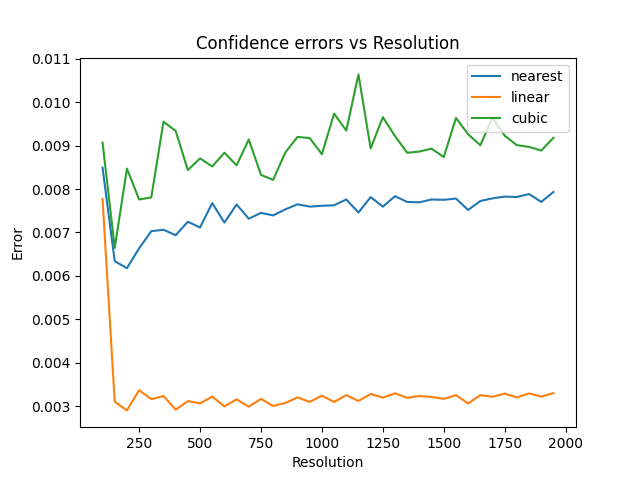 Confidence errors vs Resolution
nearest
linear
cubic
Error
0.011
0.010
0.009
0.008
0.007
0.006
0.005
0.004
0.003
250 500 750 1000 1250 1500 1750 2000
Resolution